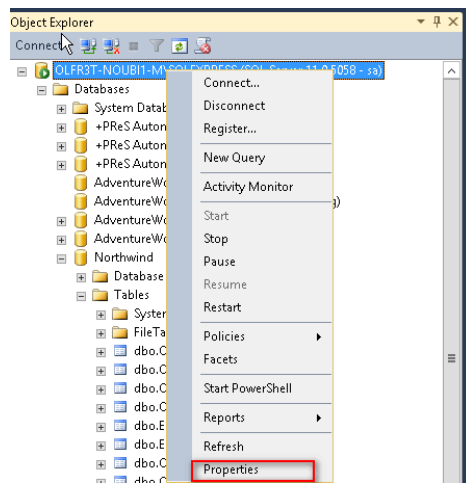 Object Explorer
Connect
OLFR3T-NOUBI1-MYSQLEXPRESS (SQL Server 11.0.5058 - sa)
Databases
System Datab
+PReS Auton
+PReS Auton
+PReS Auton
AdventureWo
AdventureWo
AdventureWo
AdventureWo
Northwind
Database
Tables
System
FileTa
dbo.C
dbo.C
dbo.C
dbo.C
dbo.E
dbo.E
dbo.O
Connect...
Disconnect
Register...
New Query
Activity Monitor
Start
Stop
Pause
Resume
Restart
Policies
Facets
Start PowerShell
Reports
Refresh
Properties